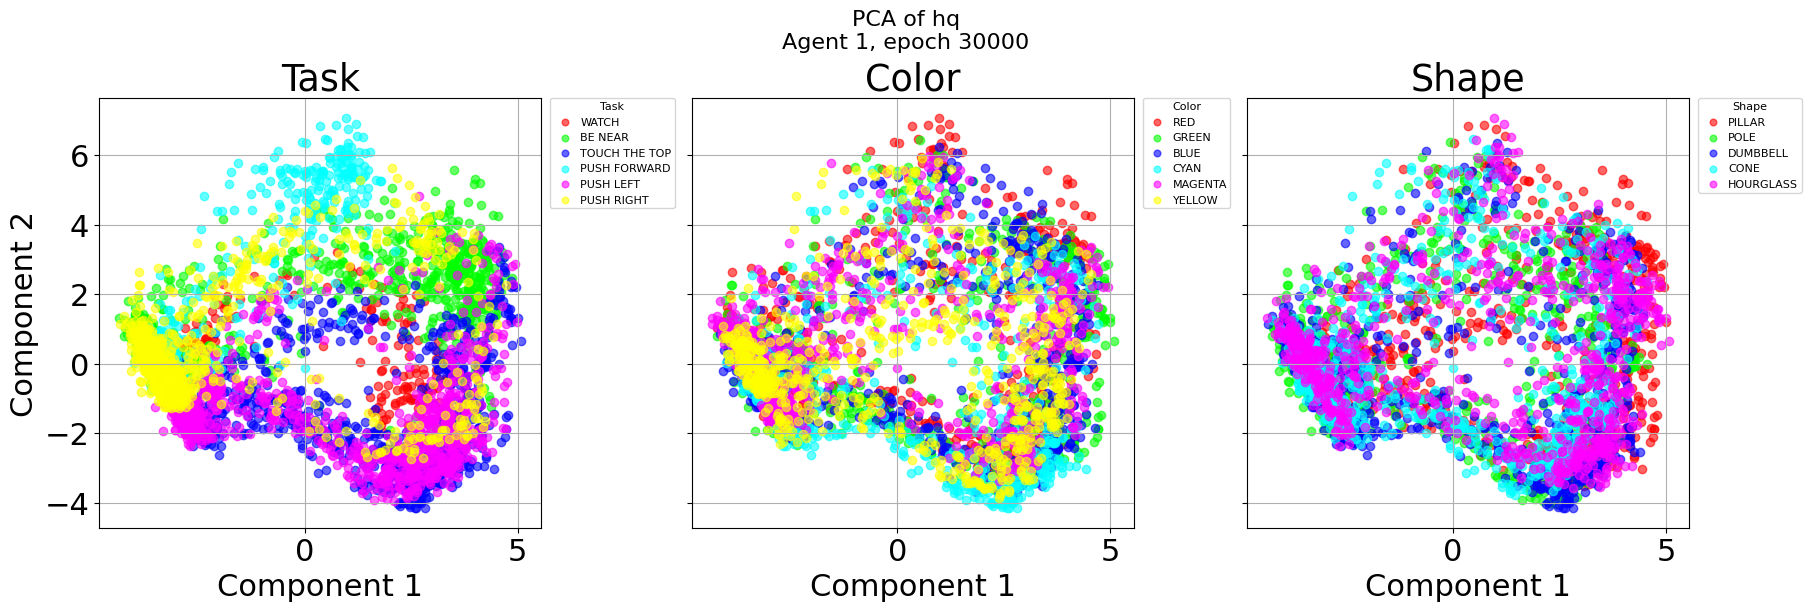 PCA of hq
Agent 1, epoch 30000
Task
Color
Shape
Component 2
6
4
2
0
−2
−4
0
5
Component 1
0
5
Component 1
0
5
Component 1
Task
WATCH
BE NEAR
TOUCH THE TOP
PUSH FORWARD
PUSH LEFT
PUSH RIGHT
Color
RED
GREEN
BLUE
CYAN
MAGENTA
YELLOW
Shape
PILLAR
POLE
DUMBBELL
CONE
HOURGLASS